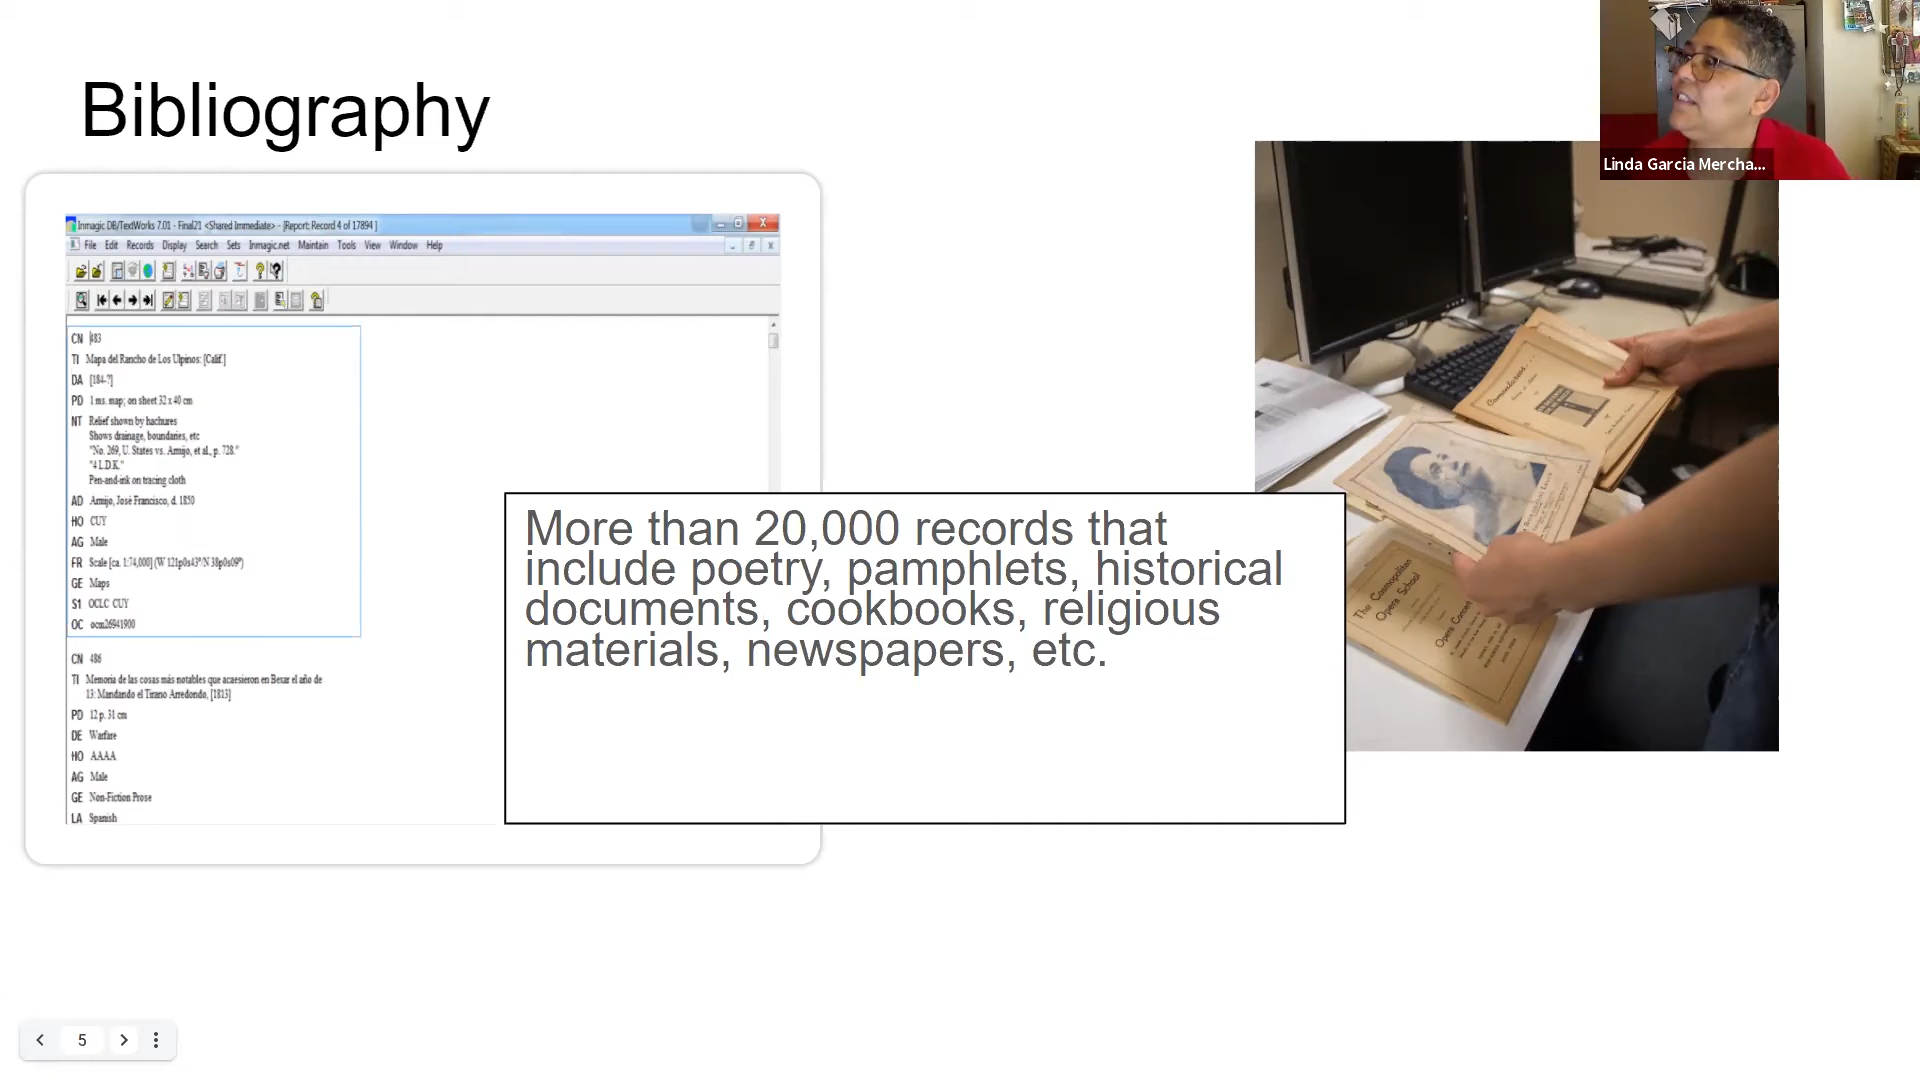 Bibliography
Linda Garcia Mercha...
Inmagic DB/TextWorks 7.01 - Final21 <Shared Immediate> - [Report: Record 4 of 17894 ]
File Edit Records Display Search Sets Inmagic.net Maintain Tools View Window Help
CN 483
TI Mapa del Rancho de Los Ulpinos: [Calif.]
DA [184-?]
PD 1 ms. map; on sheet 32 x 40 cm
NT Relief shown by hachures
Shows drainage, boundaries, etc
"No. 269, U. States vs. Armijo, et al., p. 728."
"4 L.D.K."
Pen-and-ink on tracing cloth
AD Armijo, José Francisco, d. 1850
HO CUY
AG Male
FR Scale [ca. 1:74,000] (W 121p0s43º/N 38p0s09º)
GE Maps
S1 OCLC CUY
OC ocm26941900
CN 486
TI Memoria de las cosas más notables que acaesieron en Bexar el año de
13: Mandando el Tirano Arredondo, [1813]
PD 12 p. 31 cm
DE Warfare
HO AAAA
AG Male
GE Non-Fiction Prose
LA Spanish
More than 20,000 records that
include poetry, pamphlets, historical
documents, cookbooks, religious
materials, newspapers, etc.
The Cosmopolitan
Opera School
Opera Concert
5